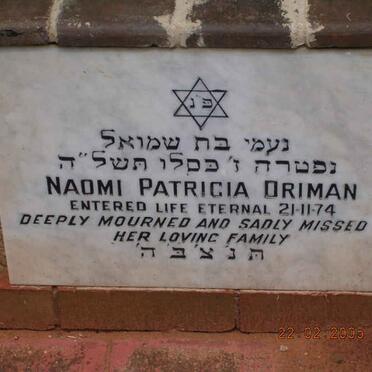 פ"נ
נעמי בת שמואל
נפטרה ז' כסלו תשל"ה
NAOMI PATRICIA DRIMAN
ENTERED LIFE ETERNAL 21-11-74
DEEPLY MOURNED AND SADLY MISSED
HER LOVING FAMILY
ת'נ'צ'ב'ה'
22.02.2005